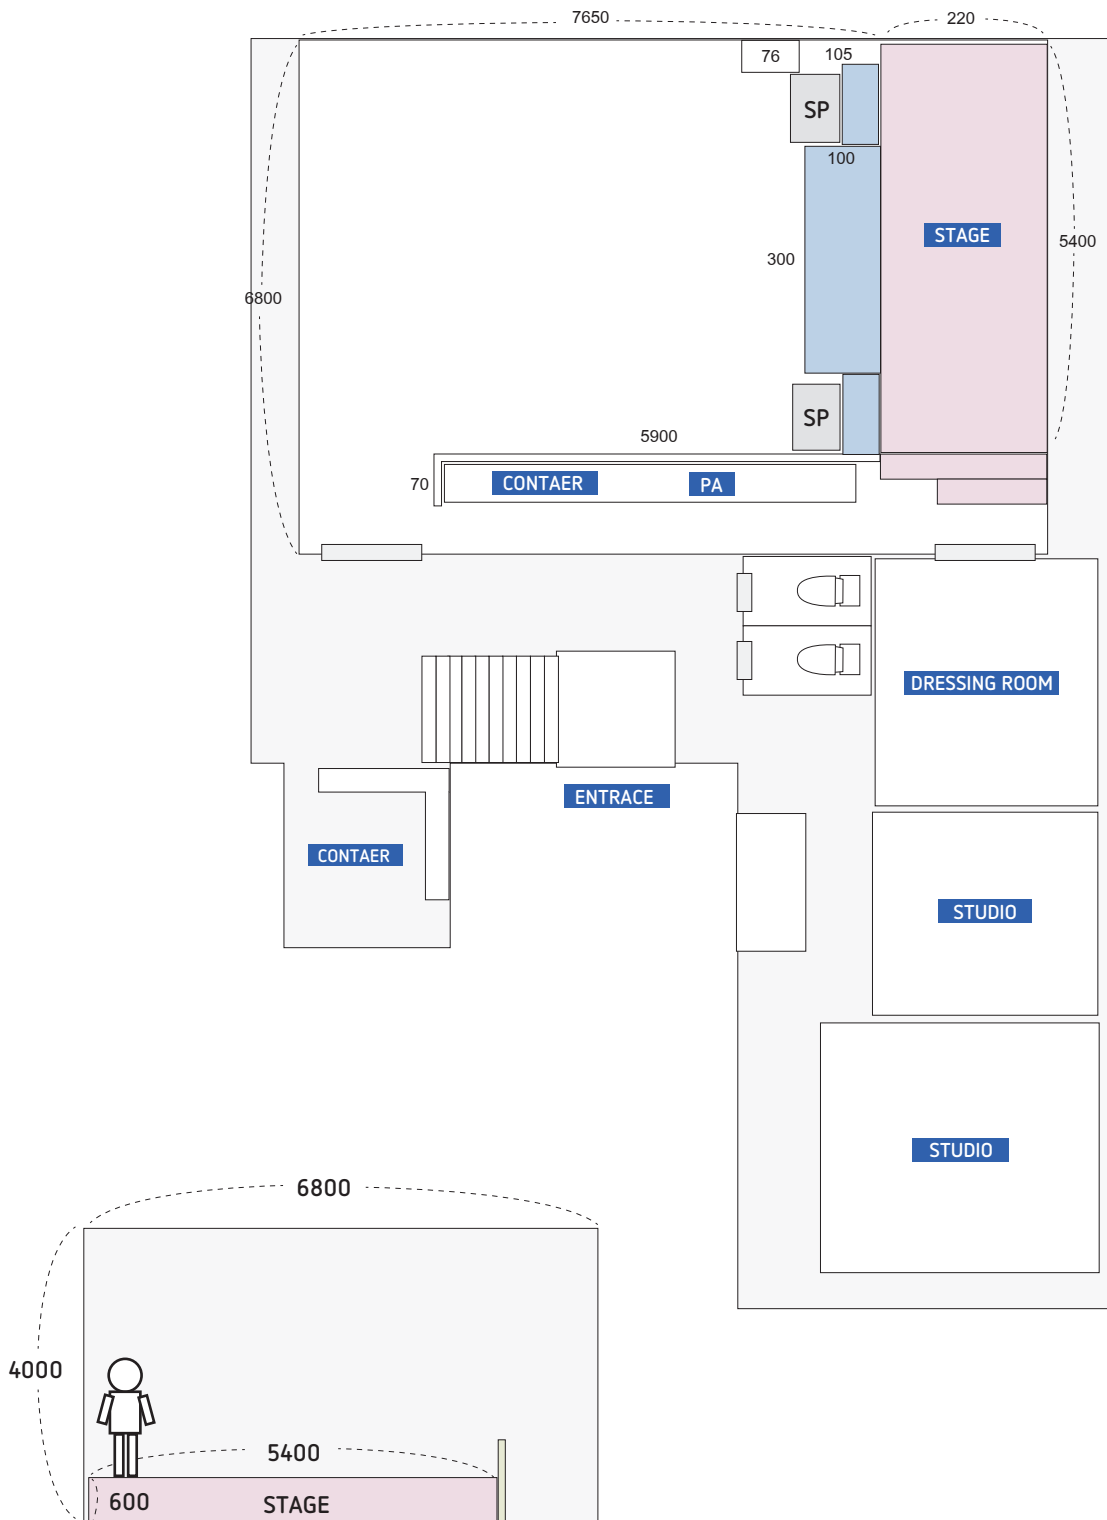 7650
220
76
105
SP
100
STAGE
300
5400
6800
SP
5900
70
CONTAER
PA
DRESSING ROOM
ENTRACE
CONTAER
STUDIO
STUDIO
6800
4000
5400
600
STAGE